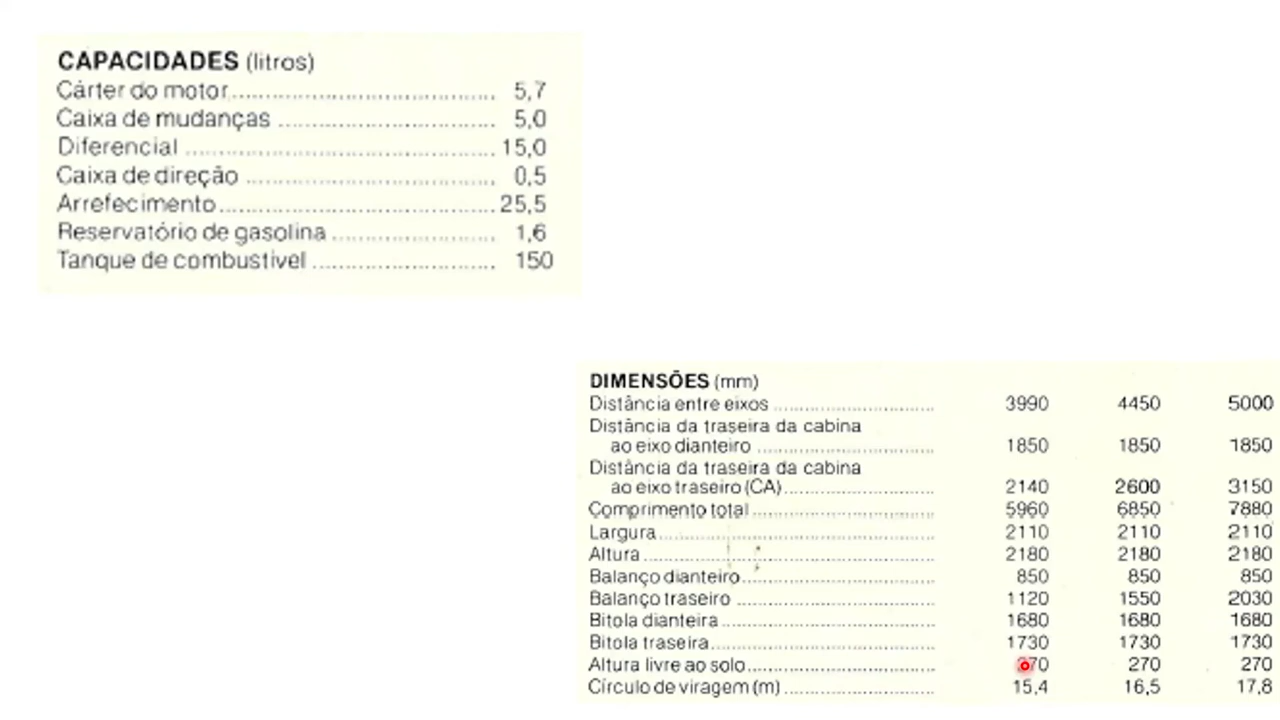 CAPACIDADES (litros)
Cárter do motor........................................ 5,7
Caixa de mudanças ................................. 5,0
Diferencial ............................................... 15,0
Caixa de direção ...................................... 0,5
Arrefecimento.......................................... 25,5
Reservatório de gasolina ......................... 1,6
Tanque de combustível ............................ 150
DIMENSÕES (mm)
Distância entre eixos ............................ 3990 4450 5000
Distância da traseira da cabina
ao eixo dianteiro ............................... 1850 1850 1850
Distância da traseira da cabina
ao eixo traseiro (CA).......................... 2140 2600 3150
Comprimento total ................................ 5960 6850 7880
Largura................................................ 2110 2110 2110
Altura .................................................. 2180 2180 2180
Balanço dianteiro.................................. 850 850 850
Balanço traseiro ................................... 1120 1550 2030
Bitola dianteira ..................................... 1680 1680 1680
Bitola traseira....................................... 1730 1730 1730
Altura livre ao solo................................. 270 270
Círculo de viragem (m) .......................... 15,4 16,5 17,8